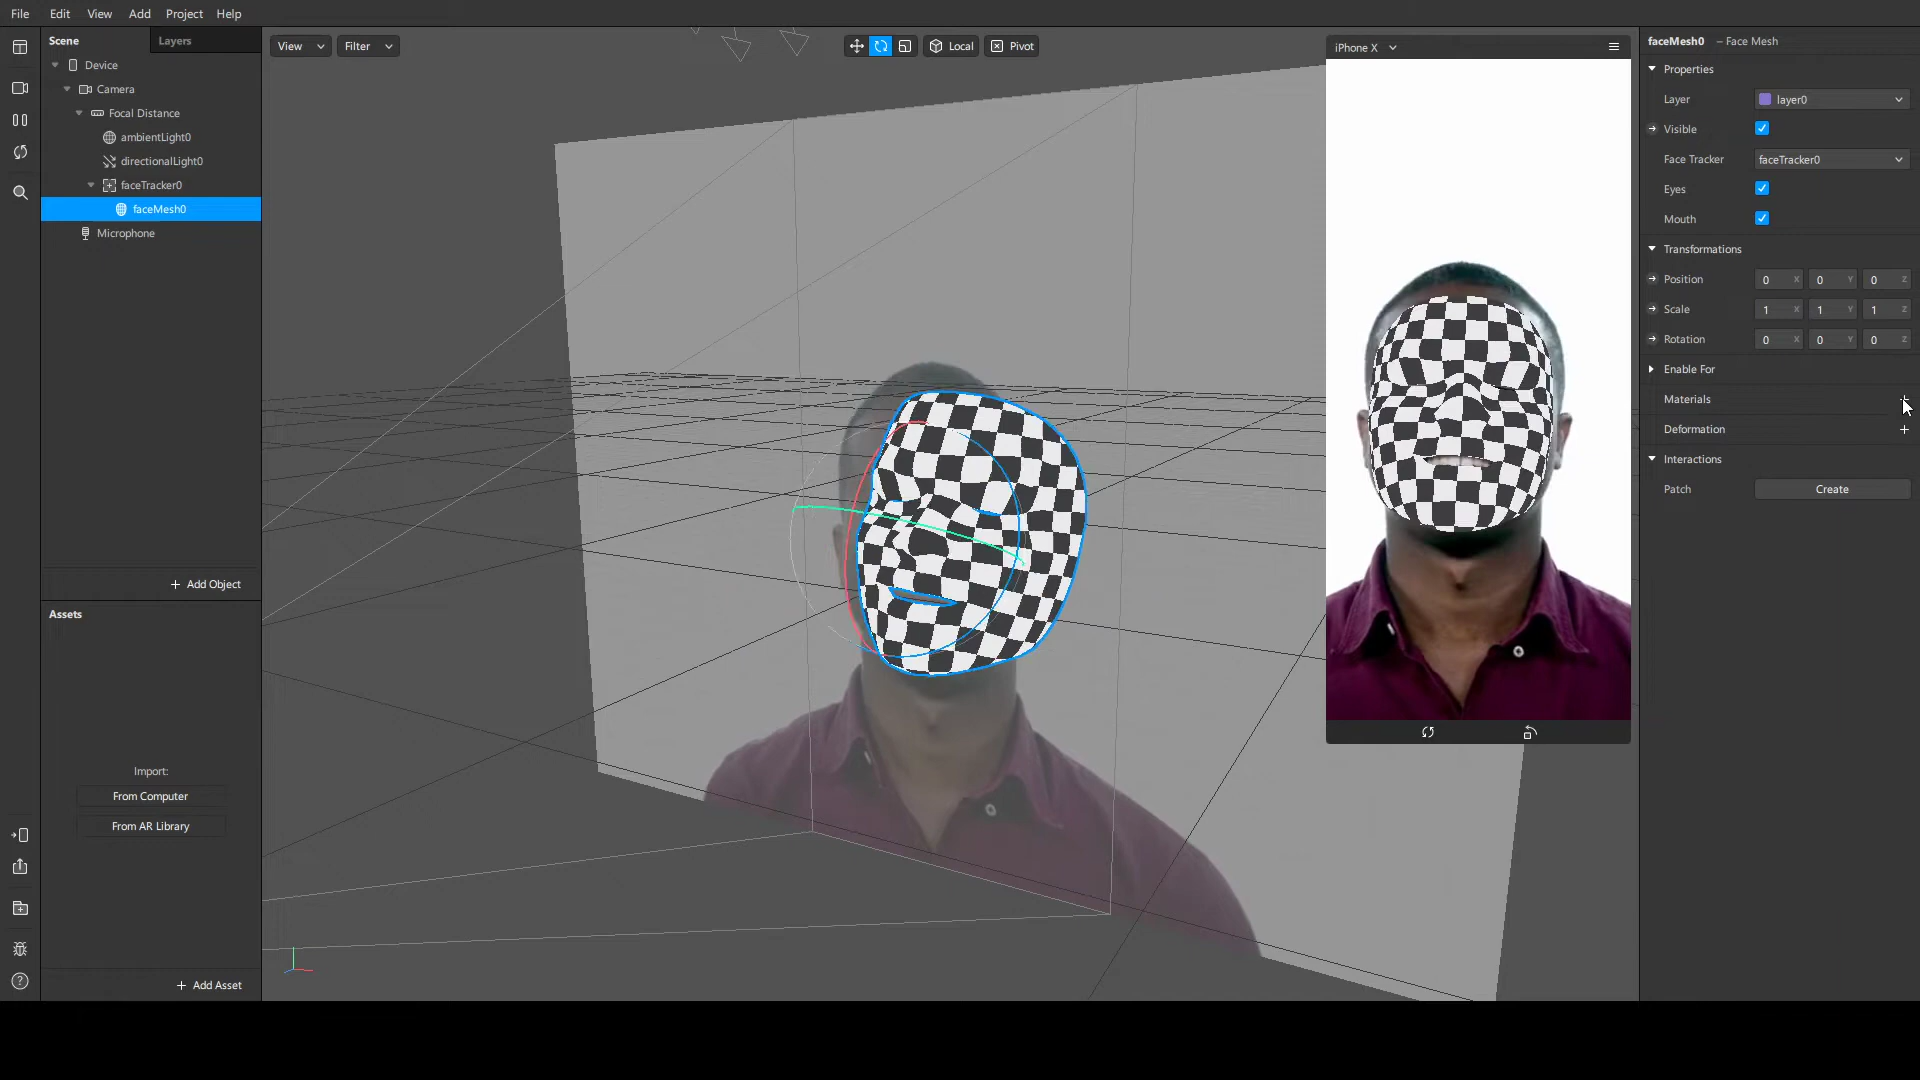 File Edit View Add Project Help
Scene Layers
Device
Camera
Focal Distance
ambientLight0
directionalLight0
faceTracker0
faceMesh0
Microphone
+ Add Object
Assets
Import:
From Computer
From AR Library
+ Add Asset
View Filter
Local Pivot
iPhone X
faceMesh0 – Face Mesh
Properties
Layer layer0
Visible
Face Tracker faceTracker0
Eyes
Mouth
Transformations
Position 0 X 0 Y 0 Z
Scale 1 X 1 Y 1 Z
Rotation 0 X 0 Y 0 Z
Enable For
Materials +
Deformation +
Interactions
Patch Create